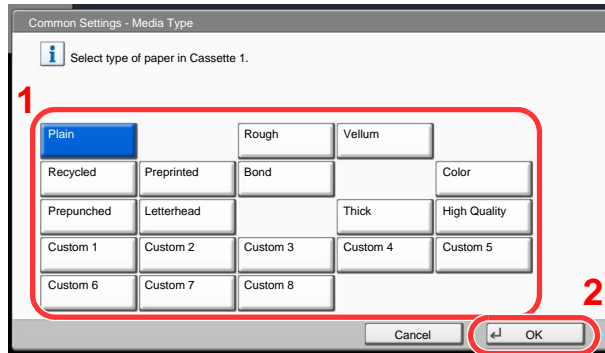 Common Settings - Media Type
i Select type of paper in Cassette 1.
1
Plain Rough Vellum
Recycled Preprinted Bond Color
Prepunched Letterhead Thick High Quality
Custom 1 Custom 2 Custom 3 Custom 4 Custom 5
Custom 6 Custom 7 Custom 8
2
Cancel OK